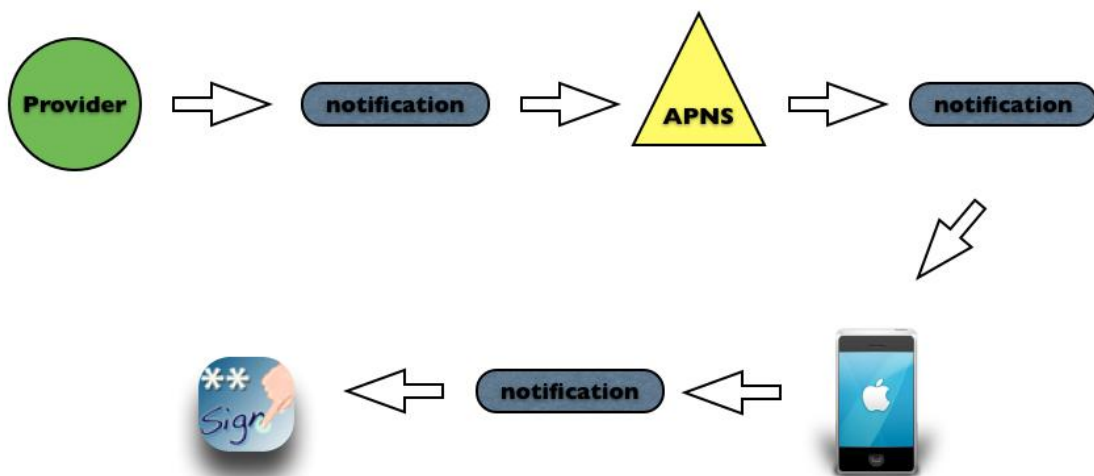 Provider
notification
APNS
notification
notification
**
Sign